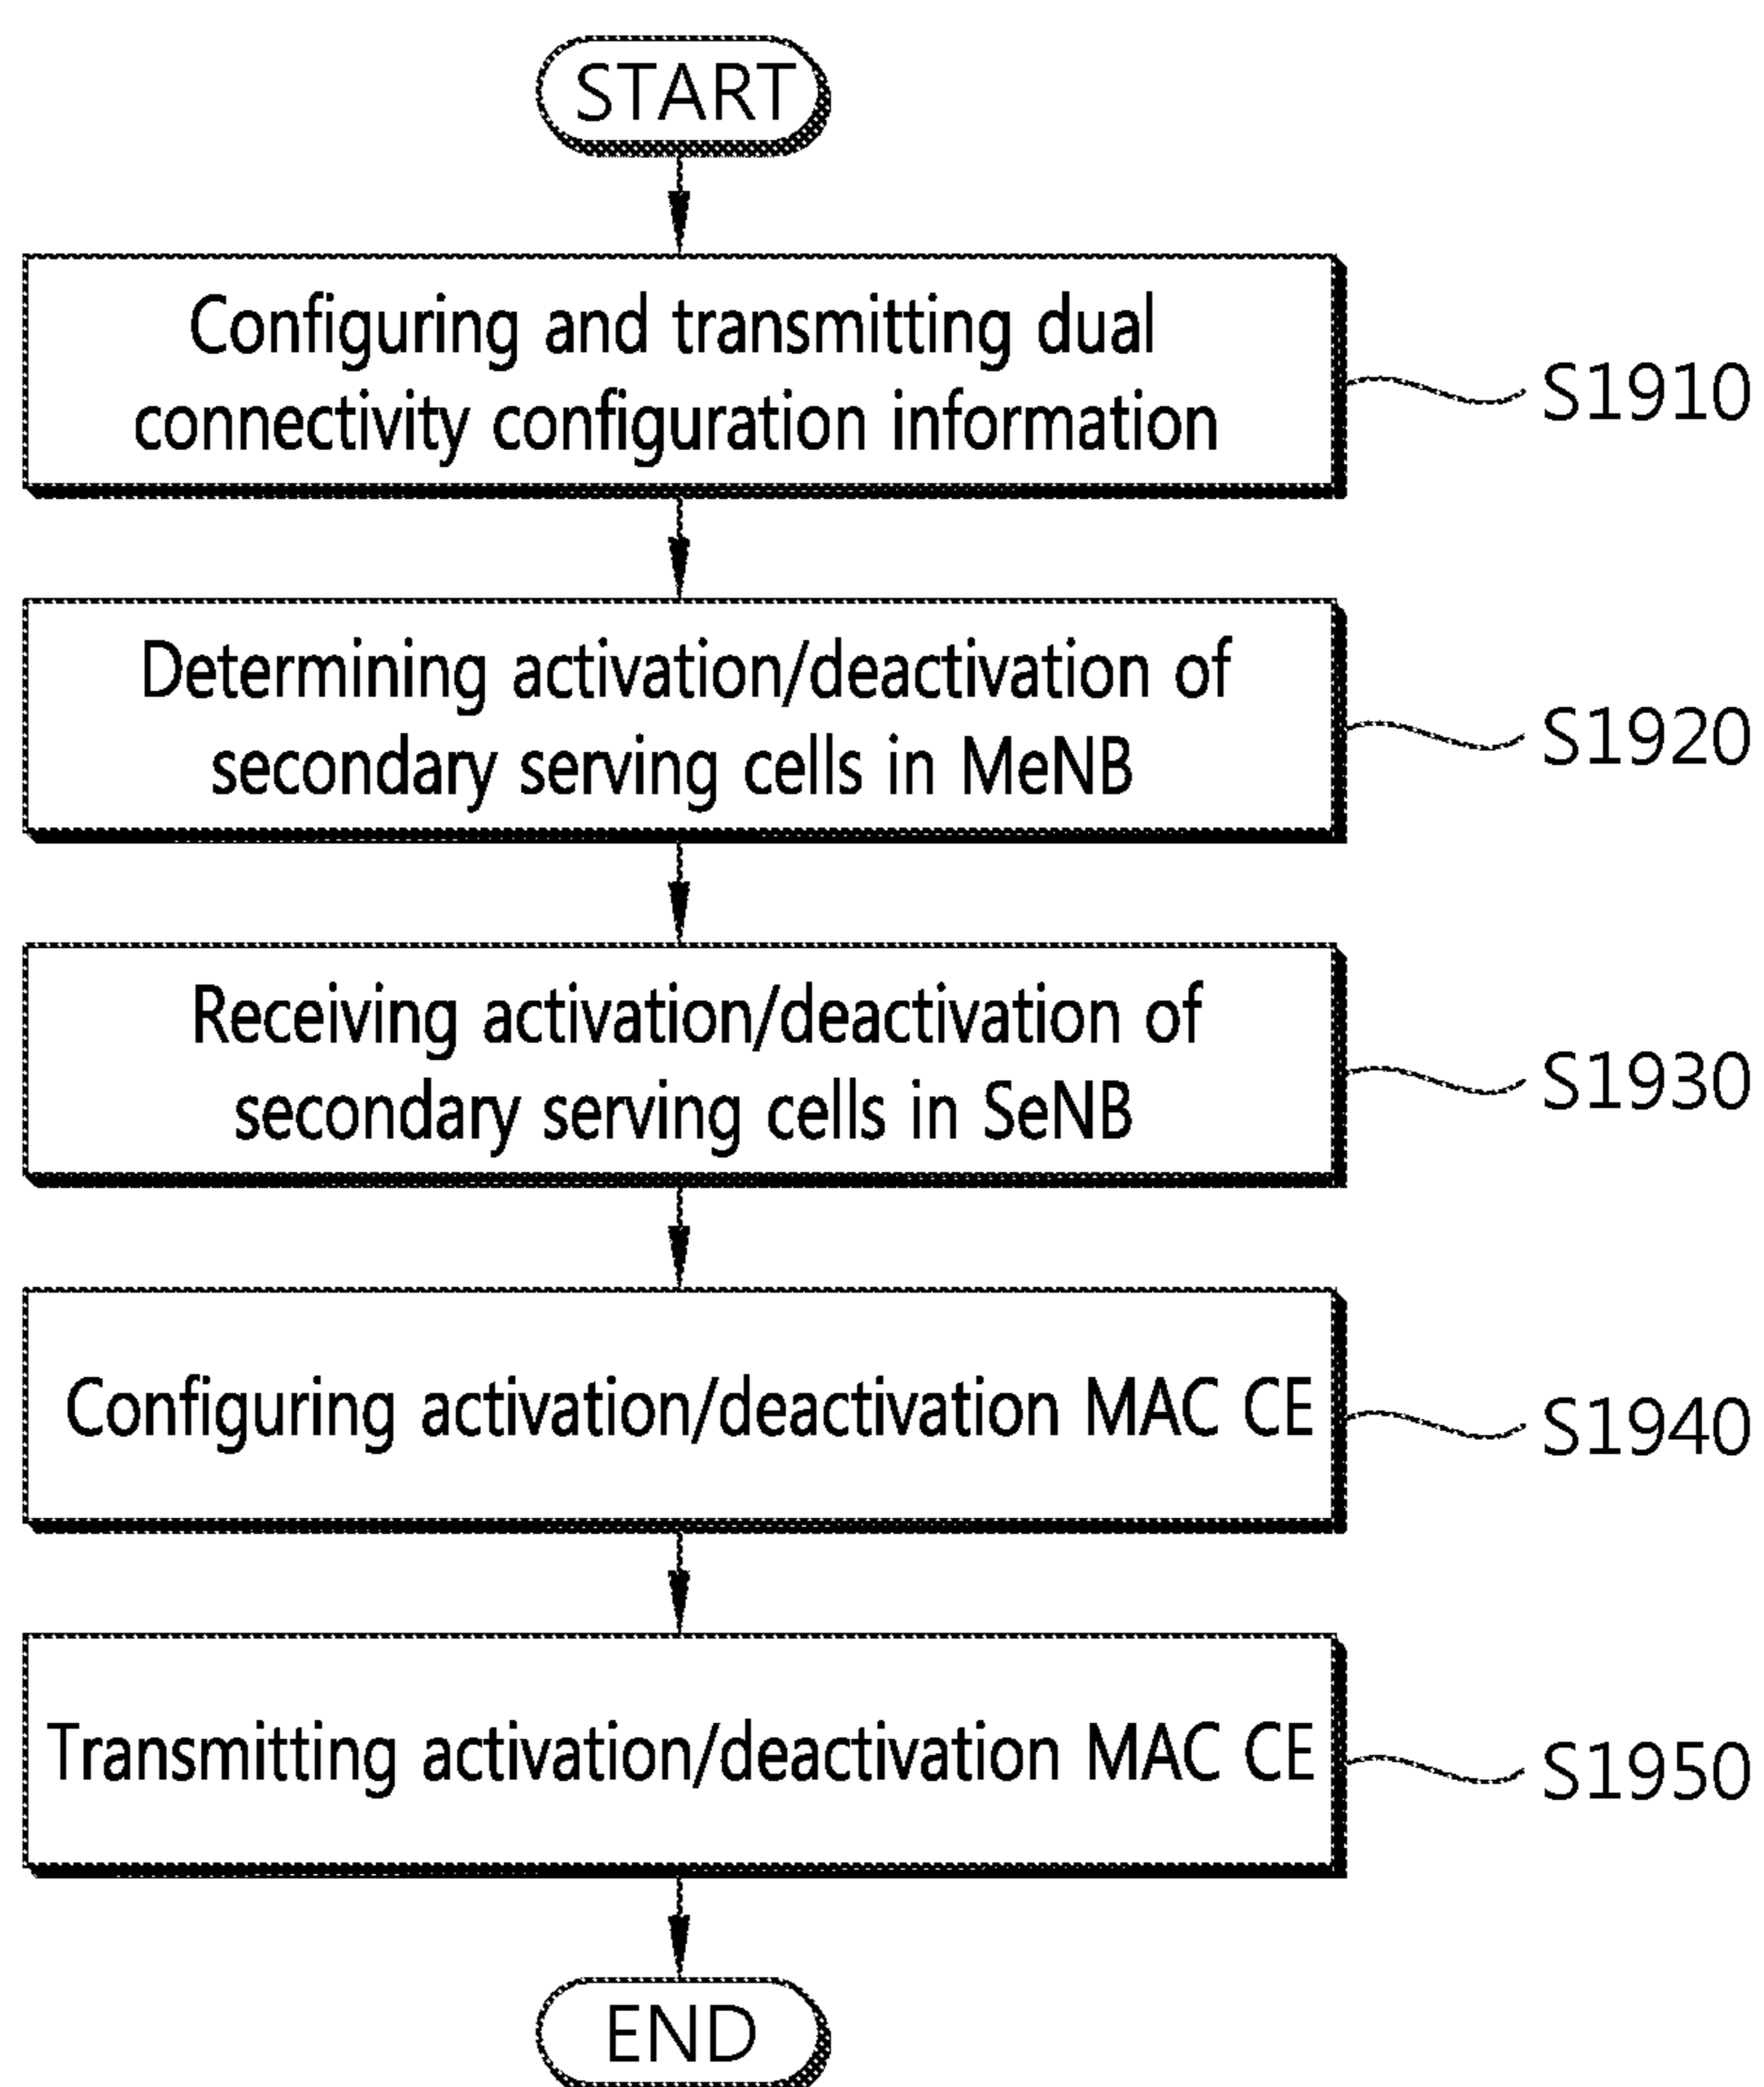 START
Configuring and transmitting dual
connectivity configuration information
S1910
Determining activation/deactivation of
secondary serving cells in MeNB
S1920
Receiving activation/deactivation of
secondary serving cells in SeNB
S1930
Configuring activation/deactivation MAC CE
S1940
Transmitting activation/deactivation MAC CE
S1950
END